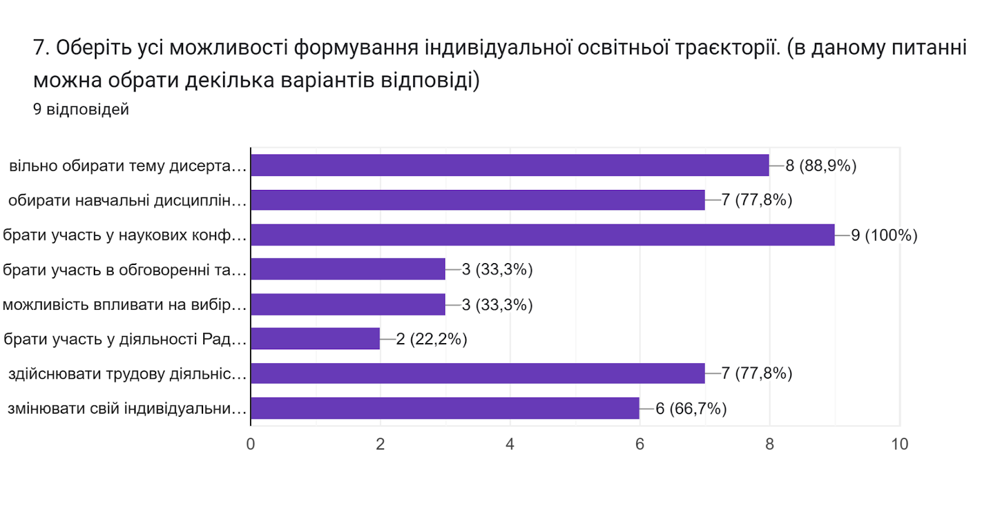 7. Оберіть усі можливості формування індивідуальної освітньої траєкторії. (в даному питанні
можна обрати декілька варіантів відповіді)
9 відповідей
вільно обирати тему дисерта… 8 (88,9%)
обирати навчальні дисциплін… 7 (77,8%)
брати участь у наукових конф… 9 (100%)
брати участь в обговоренні та… 3 (33,3%)
можливість впливати на вибір… 3 (33,3%)
брати участь у діяльності Рад… 2 (22,2%)
здійснювати трудову діяльніс… 7 (77,8%)
змінювати свій індивідуальни… 6 (66,7%)
0 2 4 6 8 10